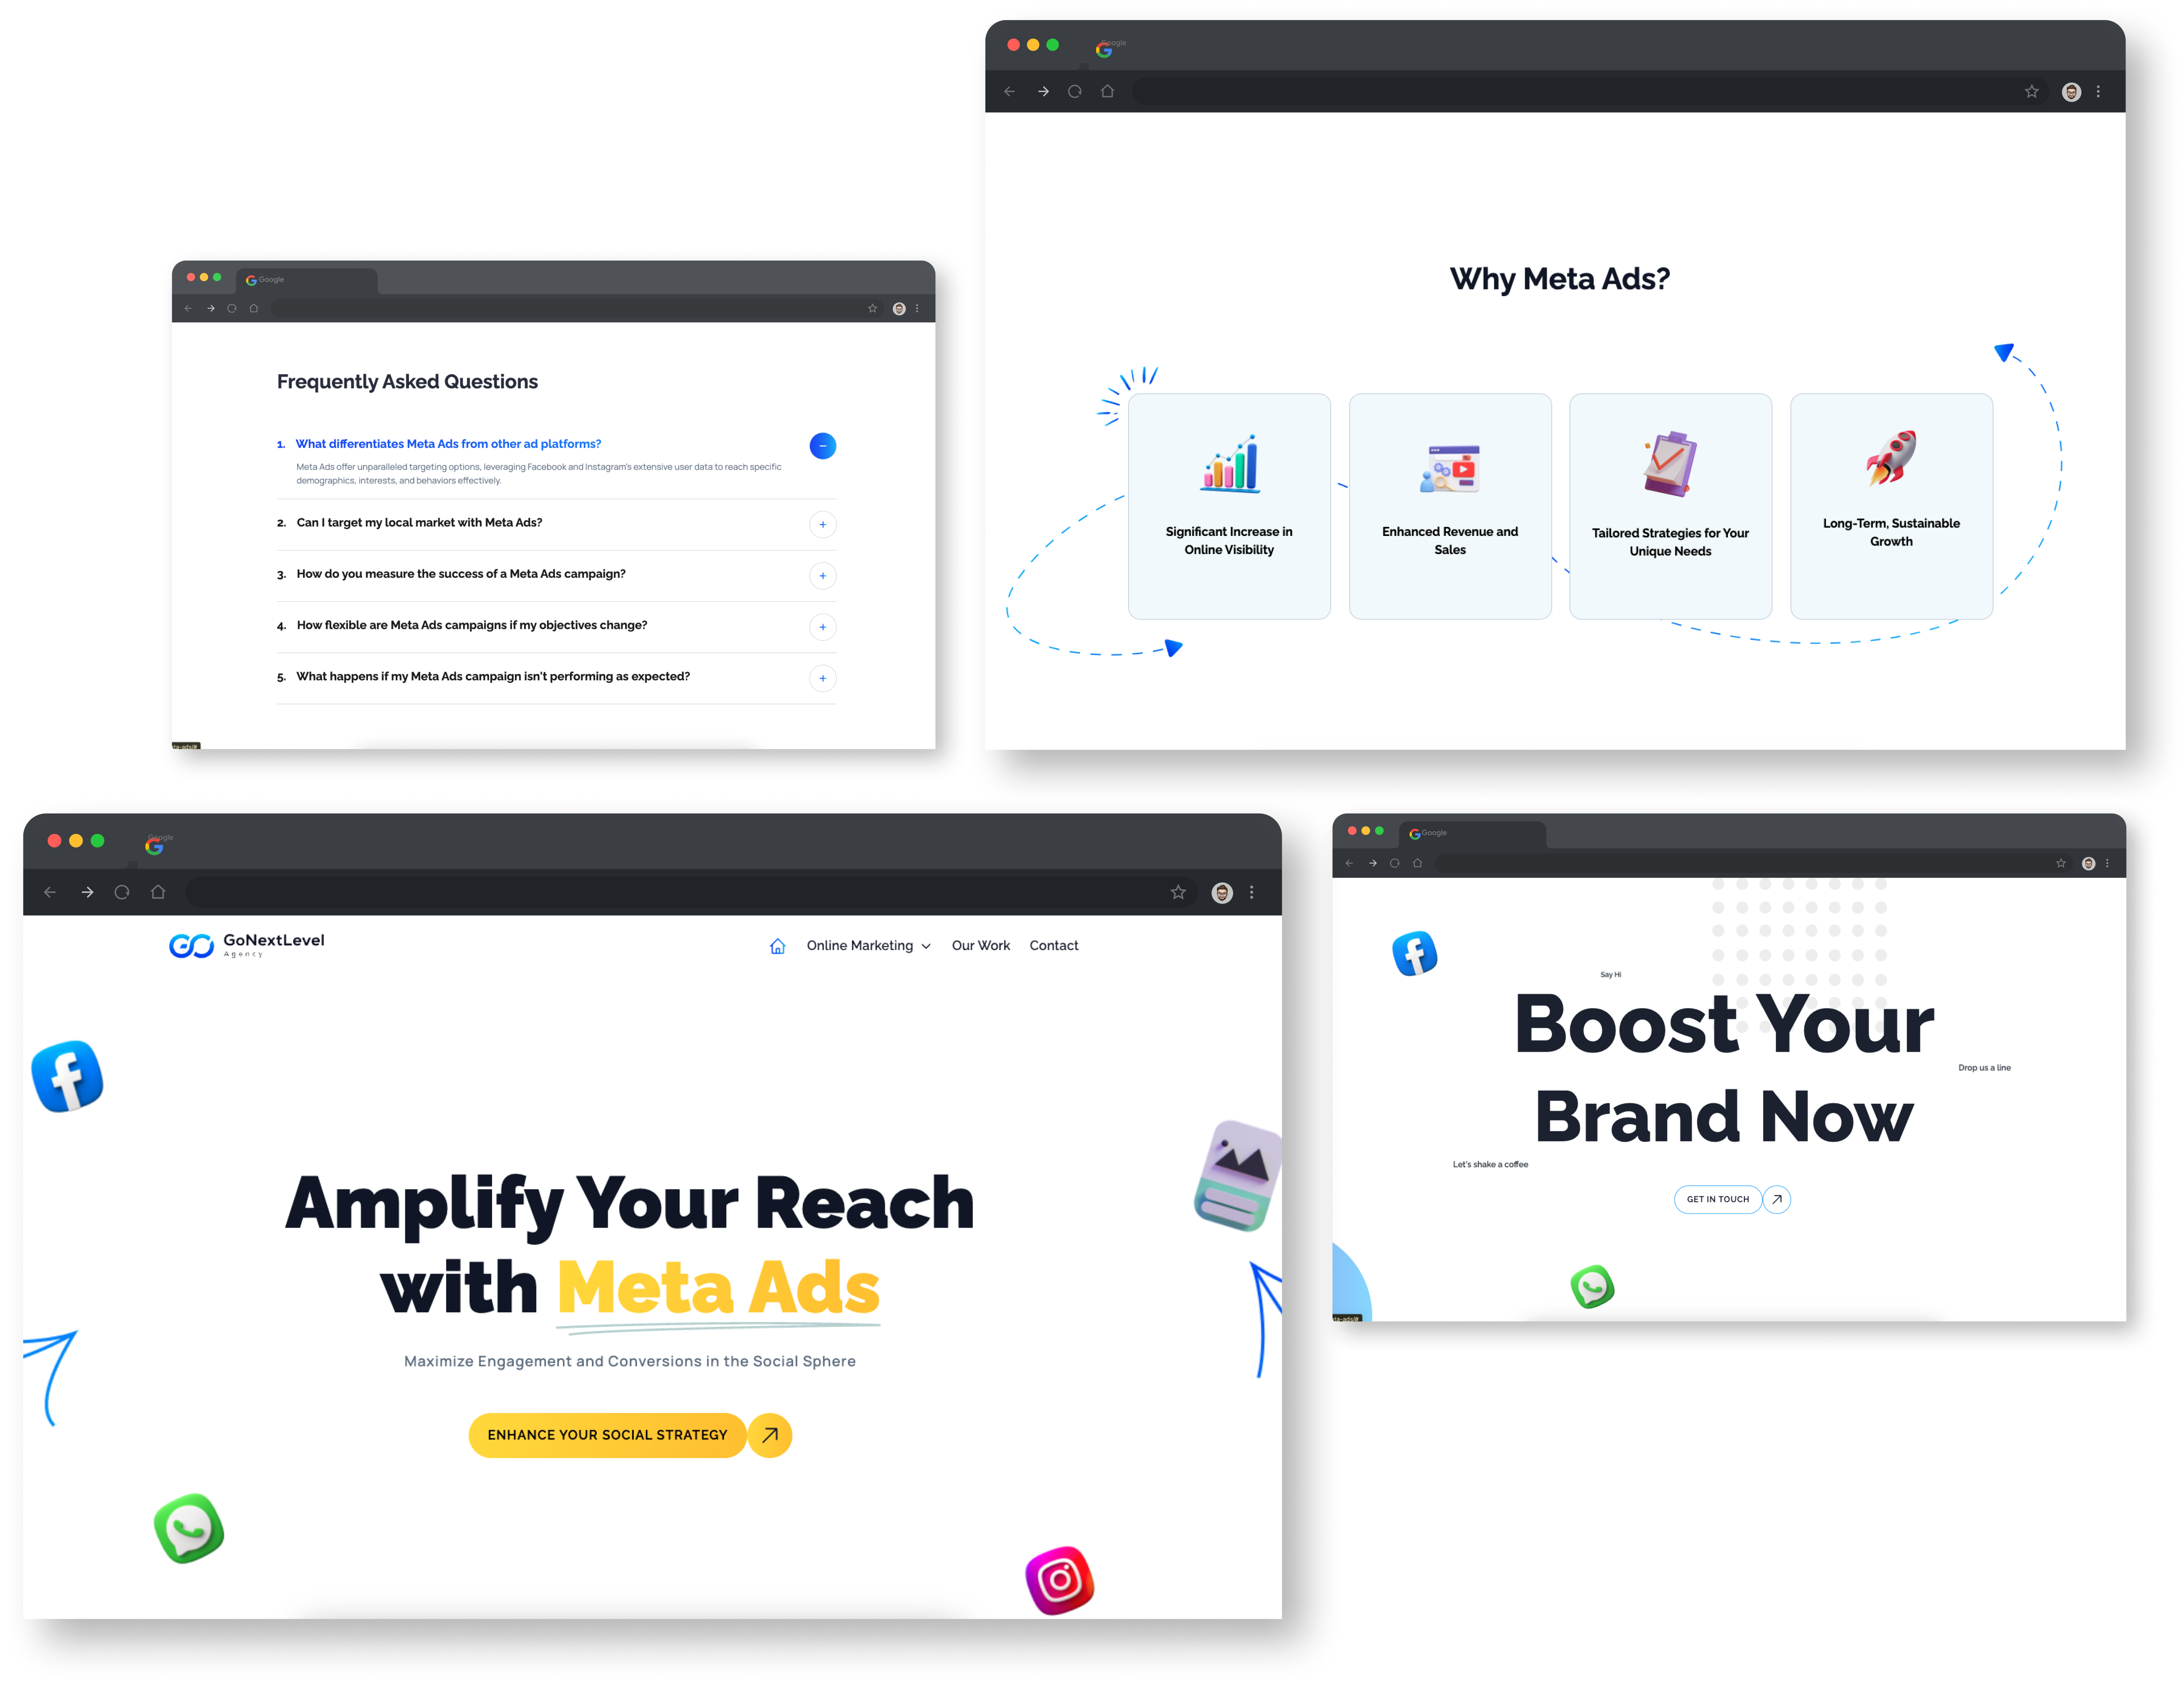 Google
Frequently Asked Questions
1. What differentiates Meta Ads from other ad platforms?
Meta Ads offer unparalleled targeting options, leveraging Facebook and Instagram's extensive user data to reach specific
demographics, interests, and behaviors effectively.
2. Can I target my local market with Meta Ads?
3. How do you measure the success of a Meta Ads campaign?
4. How flexible are Meta Ads campaigns if my objectives change?
5. What happens if my Meta Ads campaign isn't performing as expected?
Google
Why Meta Ads?
Significant Increase in
Online Visibility
Enhanced Revenue and
Sales
Tailored Strategies for Your
Unique Needs
Long-Term, Sustainable
Growth
Google
GoNextLevel
Agency
Online Marketing
Our Work
Contact
Amplify Your Reach
with Meta Ads
Maximize Engagement and Conversions in the Social Sphere
ENHANCE YOUR SOCIAL STRATEGY
Google
Say Hi
Boost Your
Drop us a line
Brand Now
Let's shake a coffee
GET IN TOUCH